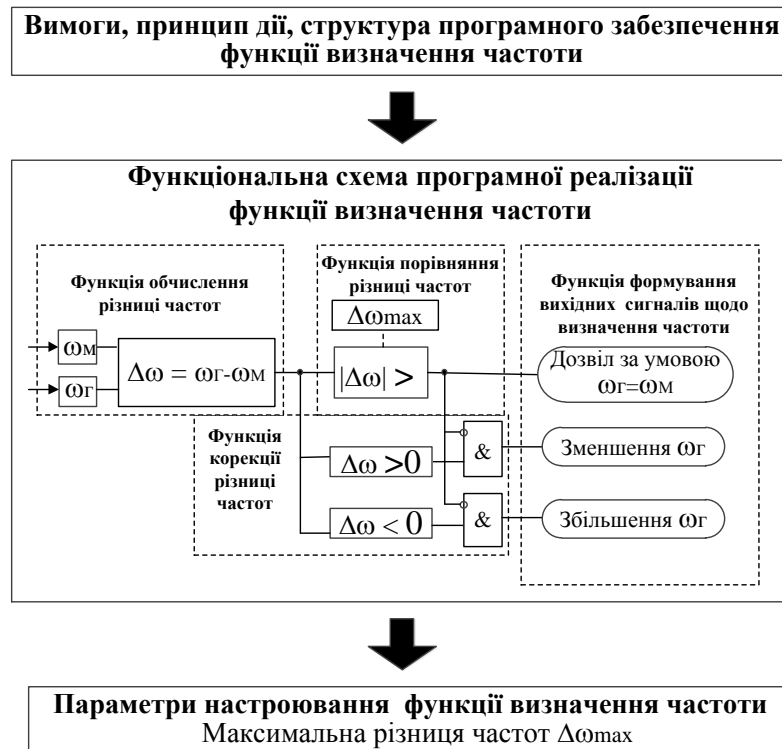 Вимоги, принцип дії, структура програмного забезпечення
функції визначення частоти
Функціональна схема програмної реалізації
функції визначення частоти
Функція обчислення
різниці частот
Функція порівняння
різниці частот
Функція формування
вихідних сигналів щодо
визначення частоти
Δωmax
ωм
ωг
Δω = ωг-ωм
|Δω| >
Дозвіл за умовою
ωг=ωм
Функція
корекції
різниці
частот
Δω >0
&
Зменшення ωг
Δω < 0
&
Збільшення ωг
Параметри настроювання функції визначення частоти
Максимальна різниця частот Δωmax